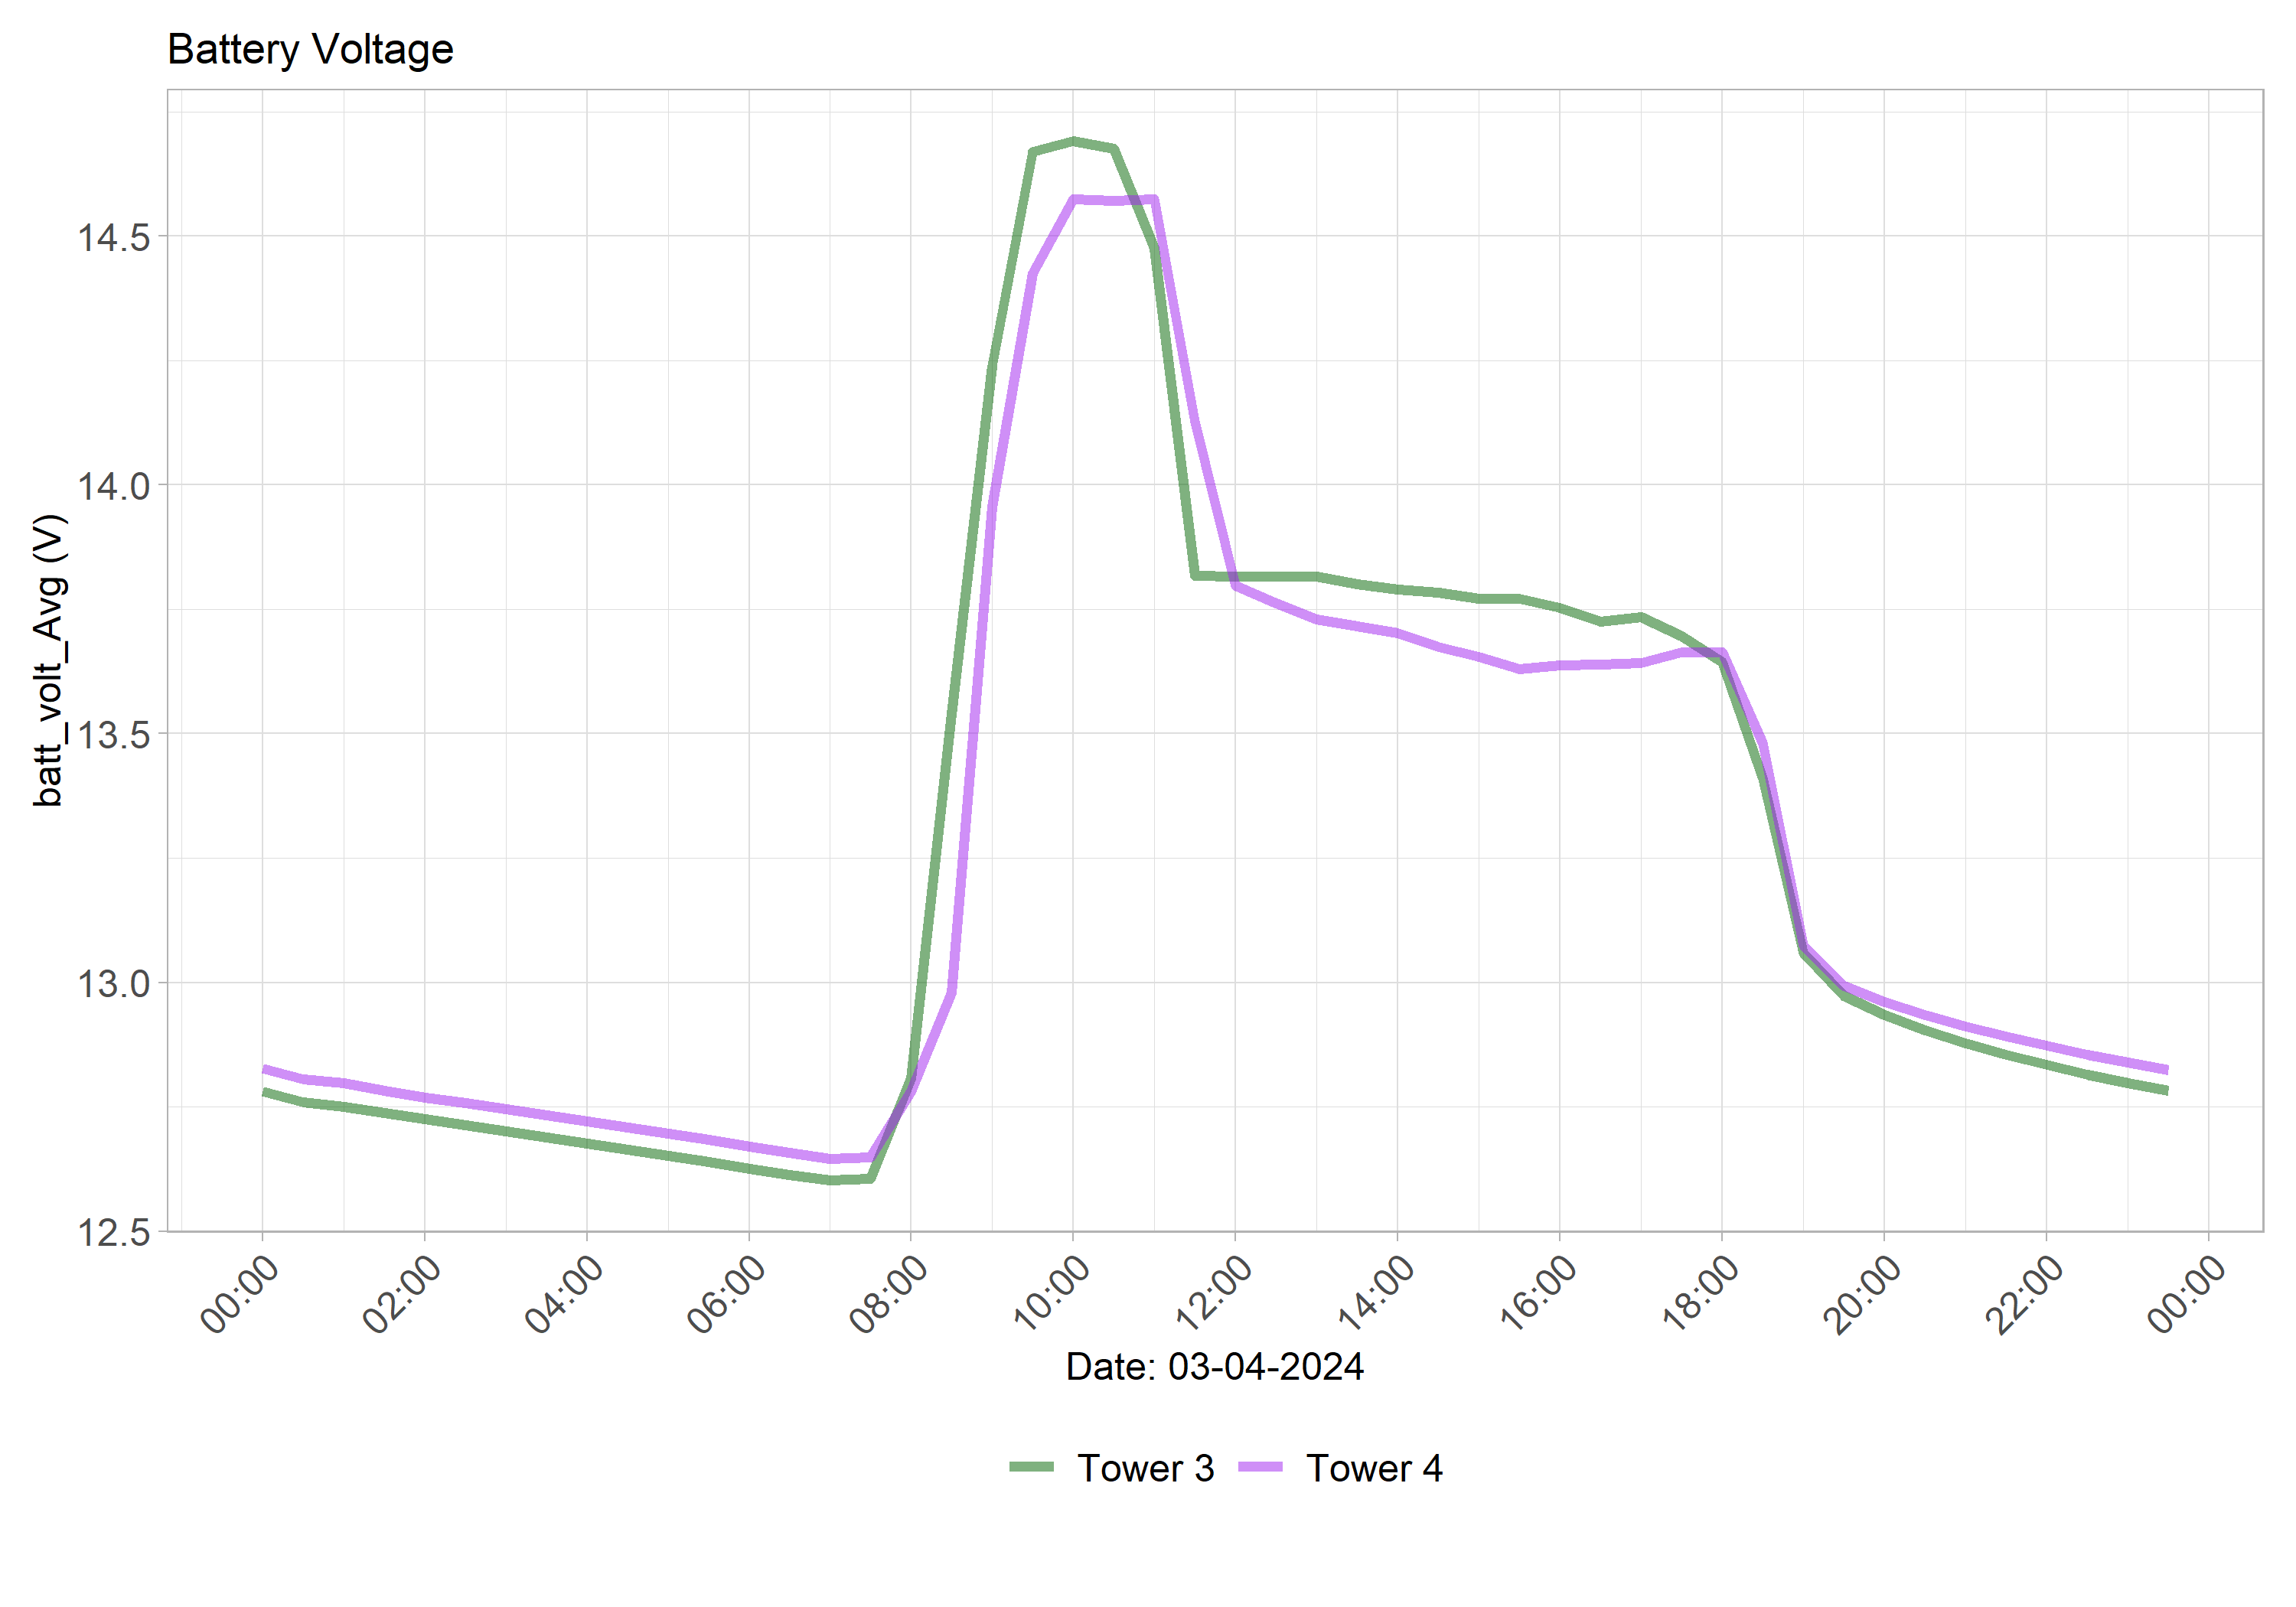 Battery Voltage
batt_volt_Avg (V)
14.5
14.0
13.5
13.0
12.5
00:00 02:00 04:00 06:00 08:00 10:00 12:00 14:00 16:00 18:00 20:00 22:00 00:00
Date: 03-04-2024
Tower 3 Tower 4